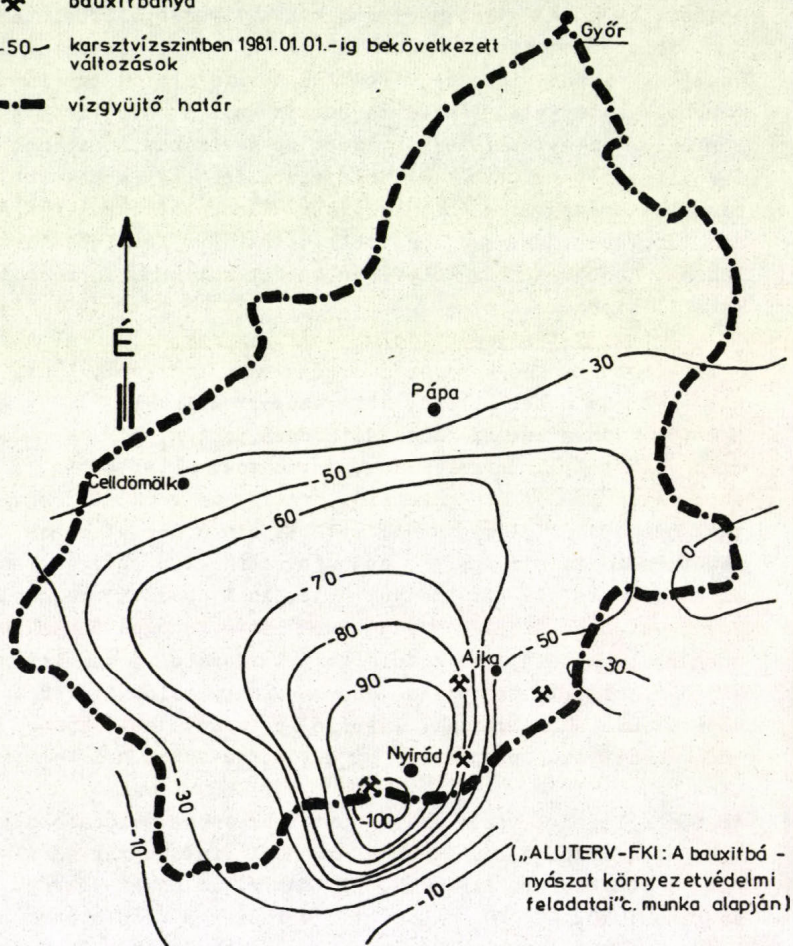 bauxitbánya
-50- karsztvízszintben 1981.01.01.-ig bekövetkezett
változások
vízgyüjtő határ
Győr
É
-30
Pápa
-50
Celldömölk
-60
0
-70
-80
-50
Ajka
-30
-90
Nyirád
-30
-100
-10
-10
(„ALUTERV-FKI: A bauxitbá-
nyászat környezetvédelmi
feladatai"c. munka alapján)